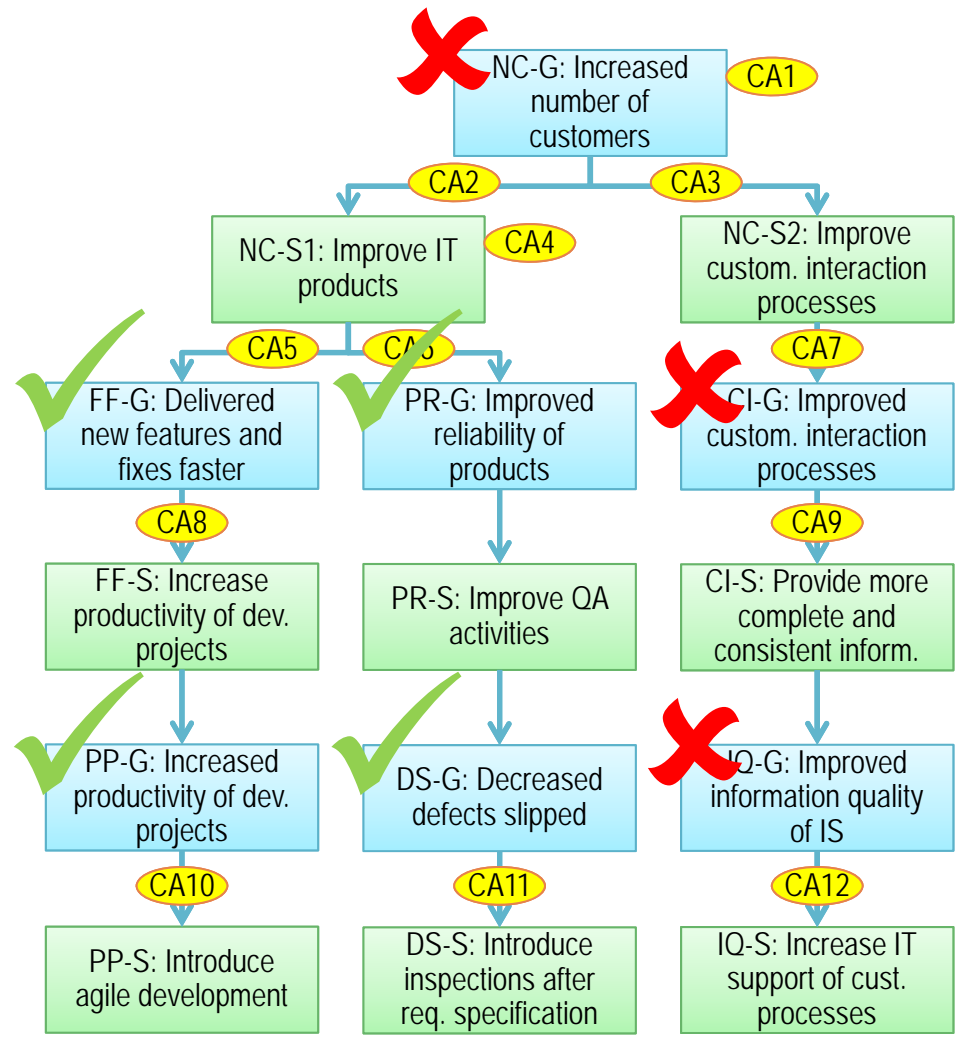 NC-G: Increased
number of
customers
CA1
CA2
CA3
NC-S1: Improve IT
products
CA4
NC-S2: Improve
custom. interaction
processes
CA5
CA6
CA7
FF-G: Delivered
new features and
fixes faster
PR-G: Improved
reliability of
products
CI-G: Improved
custom. interaction
processes
CA8
CA9
FF-S: Increase
productivity of dev.
projects
PR-S: Improve QA
activities
CI-S: Provide more
complete and
consistent inform.
PP-G: Increased
productivity of dev.
projects
DS-G: Decreased
defects slipped
IQ-G: Improved
information quality
of IS
CA10
CA11
CA12
PP-S: Introduce
agile development
DS-S: Introduce
inspections after
req. specification
IQ-S: Increase IT
support of cust.
processes